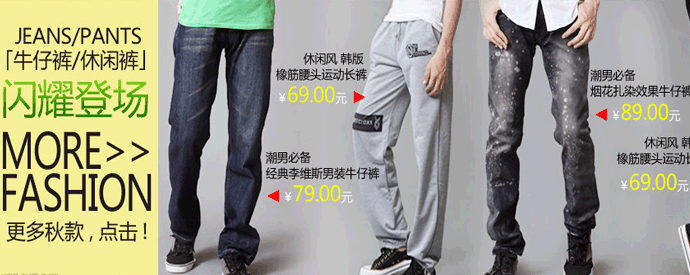 JEANS/PANTS
「牛仔裤/休闲裤」
闪耀登场
MORE>>
FASHION
更多秋款，点击！
休闲风 韩版
橡筋腰头运动长裤
¥69.00元
潮男必备
经典李维斯男装牛仔裤
¥79.00元
潮男必备
烟花扎染效果牛仔裤
¥89.00元
休闲风 韩
橡筋腰头运动长
¥69.00元